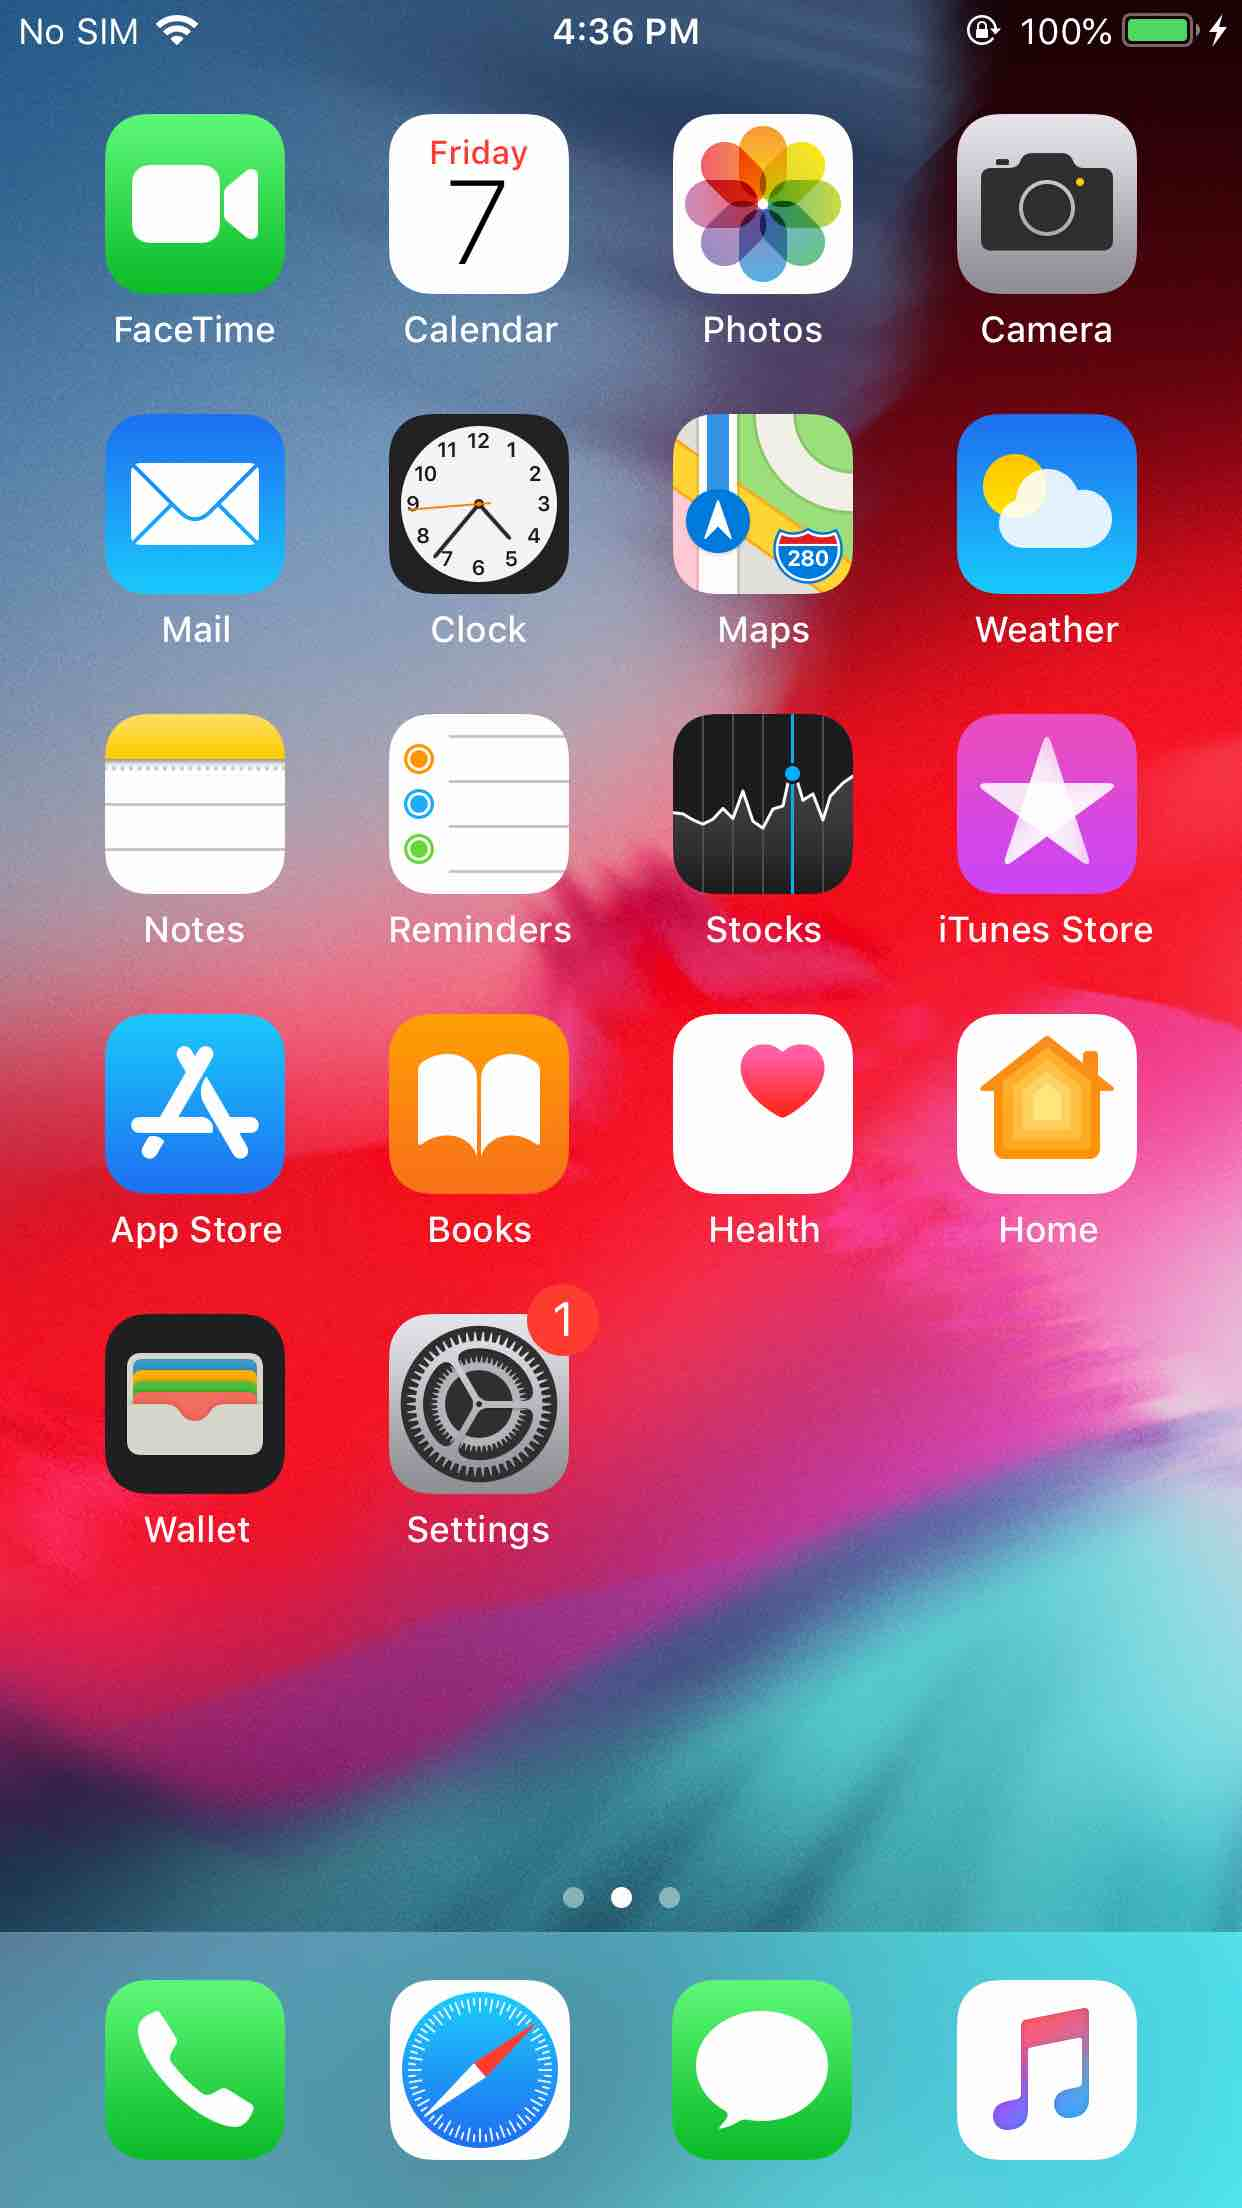 No SIM 4:36 PM 100%
Friday
7
FaceTime Calendar Photos Camera
12
11 1
10 2
9 3
8 4
7 5
6
280
Mail Clock Maps Weather
Notes Reminders Stocks iTunes Store
App Store Books Health Home
1
Wallet Settings